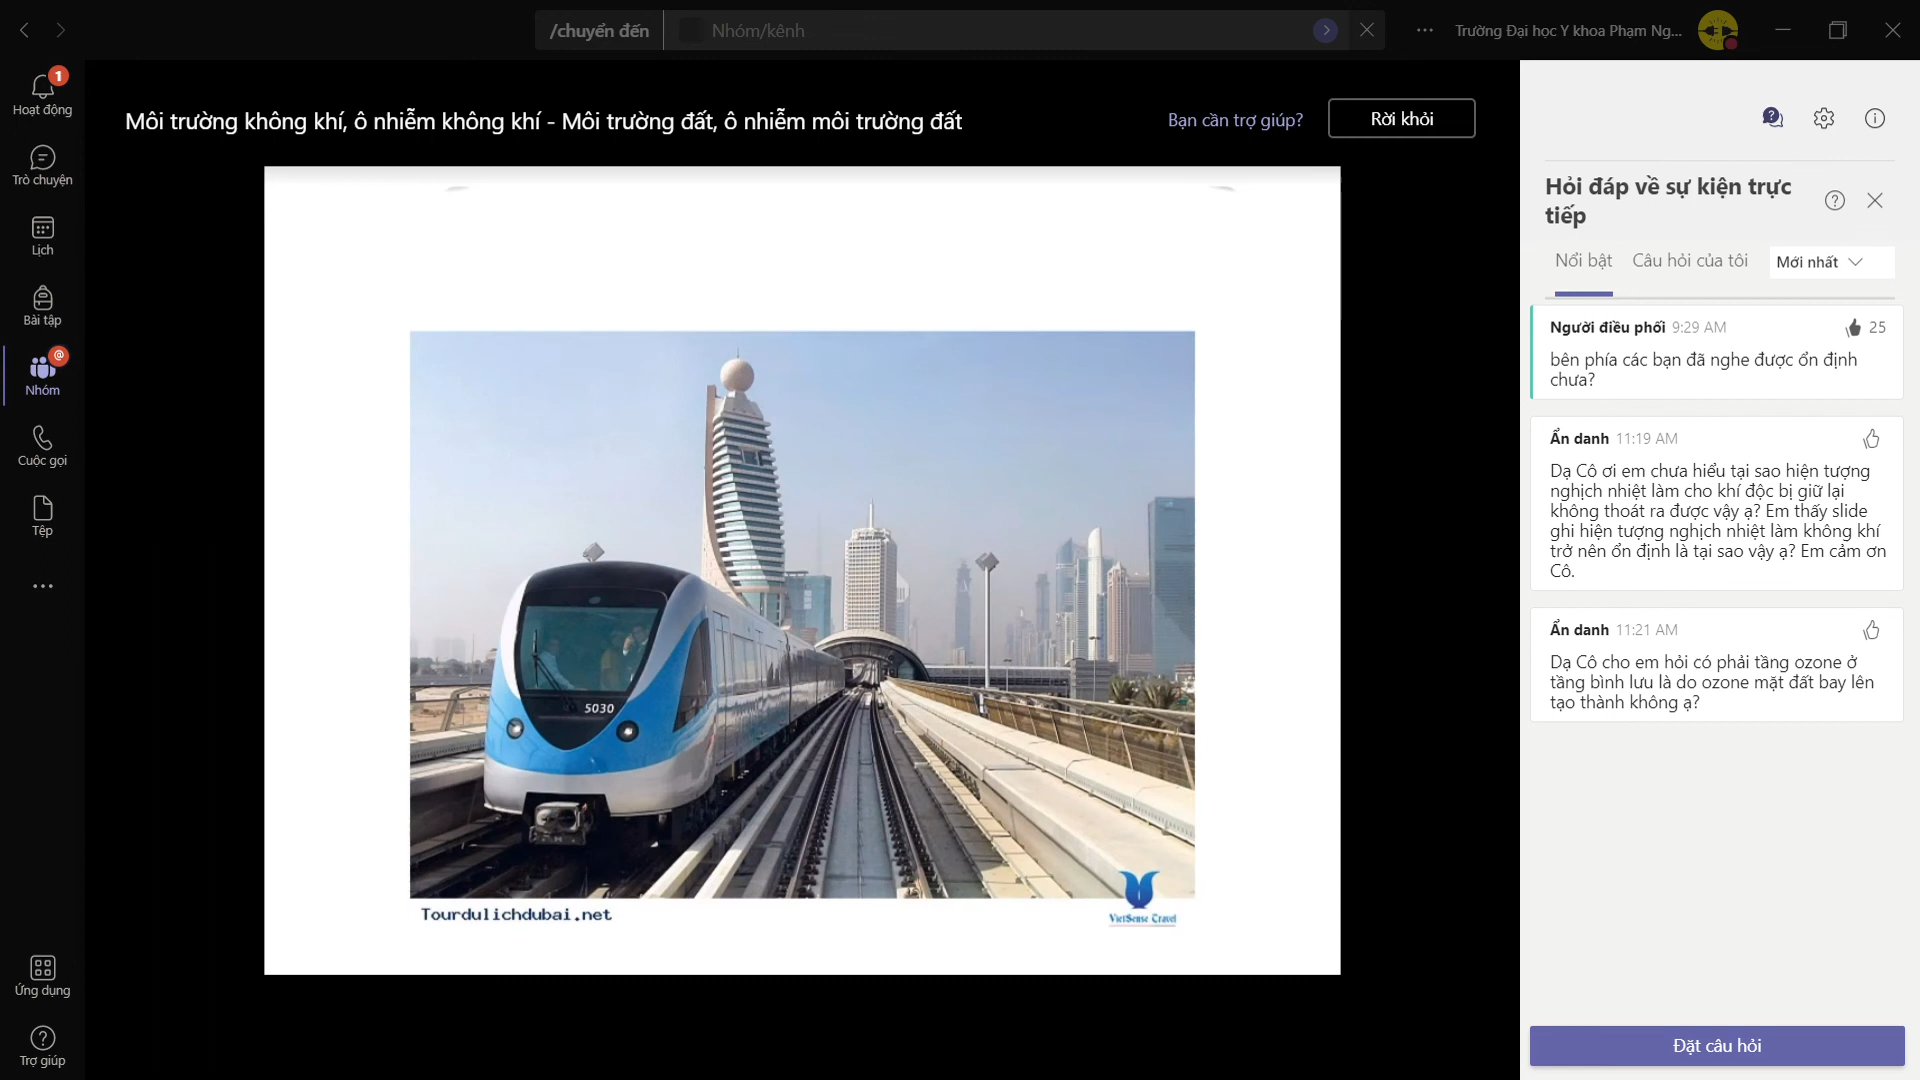 /chuyển đến
Nhóm/kênh
Trường Đại học Y khoa Phạm Ng...
1
Hoạt động
Trò chuyện
Lịch
Bài tập
@
Nhóm
Cuộc gọi
Tệp
Ứng dụng
Trợ giúp
Môi trường không khí, ô nhiễm không khí - Môi trường đất, ô nhiễm môi trường đất
Bạn cần trợ giúp?
Rời khỏi
5030
Tourdulichdubai.net
VietSense Travel
Hỏi đáp về sự kiện trực
tiếp
Nổi bật
Câu hỏi của tôi
Mới nhất
Người điều phối 9:29 AM
25
bên phía các bạn đã nghe được ổn định
chưa?
Ẩn danh 11:19 AM
Dạ Cô ơi em chưa hiểu tại sao hiện tượng
nghịch nhiệt làm cho khí độc bị giữ lại
không thoát ra được vậy ạ? Em thấy slide
ghi hiện tượng nghịch nhiệt làm không khí
trở nên ổn định là tại sao vậy ạ? Em cảm ơn
Cô.
Ẩn danh 11:21 AM
Dạ Cô cho em hỏi có phải tầng ozone ở
tầng bình lưu là do ozone mặt đất bay lên
tạo thành không ạ?
Đặt câu hỏi